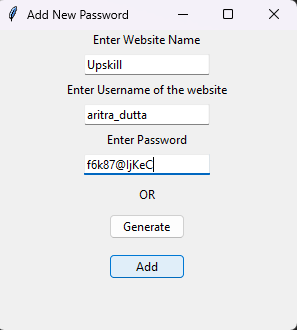 Add New Password
Enter Website Name
Upskill
Enter Username of the website
aritra_dutta
Enter Password
f6k87@IjKeC
OR
Generate
Add